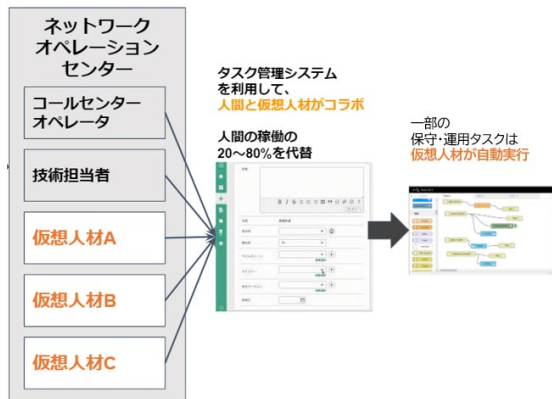 ネットワーク
オペレーション
センター
コールセンター
オペレータ
技術担当者
仮想人材A
仮想人材B
仮想人材C
タスク管理システム
を利用して、
人間と仮想人材がコラボ
人間の稼働の
20～80%を代替
一部の
保守・運用タスクは
仮想人材が自動実行